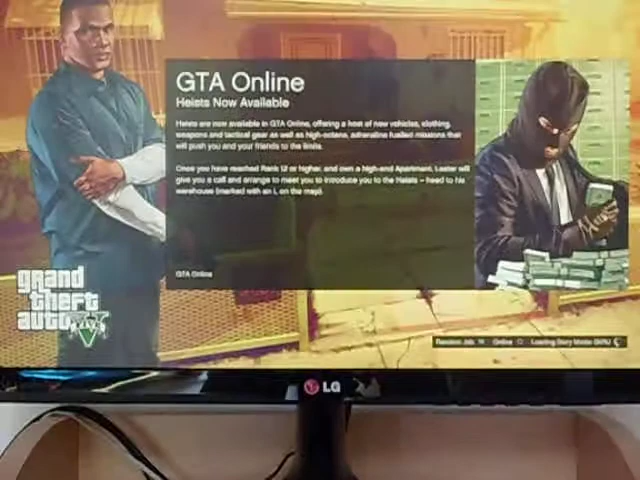 GTA Online
Heists Now Available
Heists are now available in GTA Online, offering a host of new vehicles, clothing,
weapons and tactical gear as well as high-octane, adrenaline fuelled missions that
will push you and your friends to the limits.
Once you have reached Rank 12 or higher, and own a high-end Apartment, Lester will
give you a call and arrange to meet you to introduce you to the Heists – head to his
warehouse (marked with an L on the map).
GTA Online
grand
theft
auto
V
Random Job Online Loading Story Mode
LG